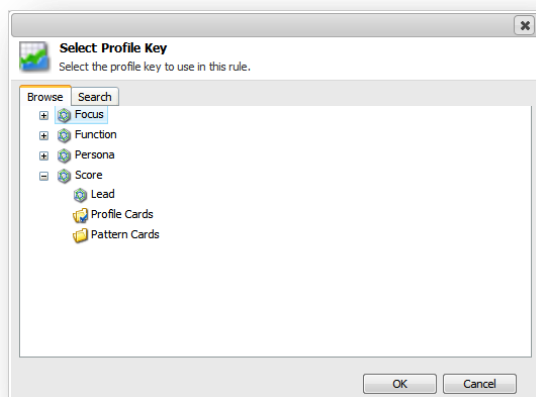 Select Profile Key
Select the profile key to use in this rule.
Browse Search
Focus
Function
Persona
Score
Lead
Profile Cards
Pattern Cards
OK Cancel